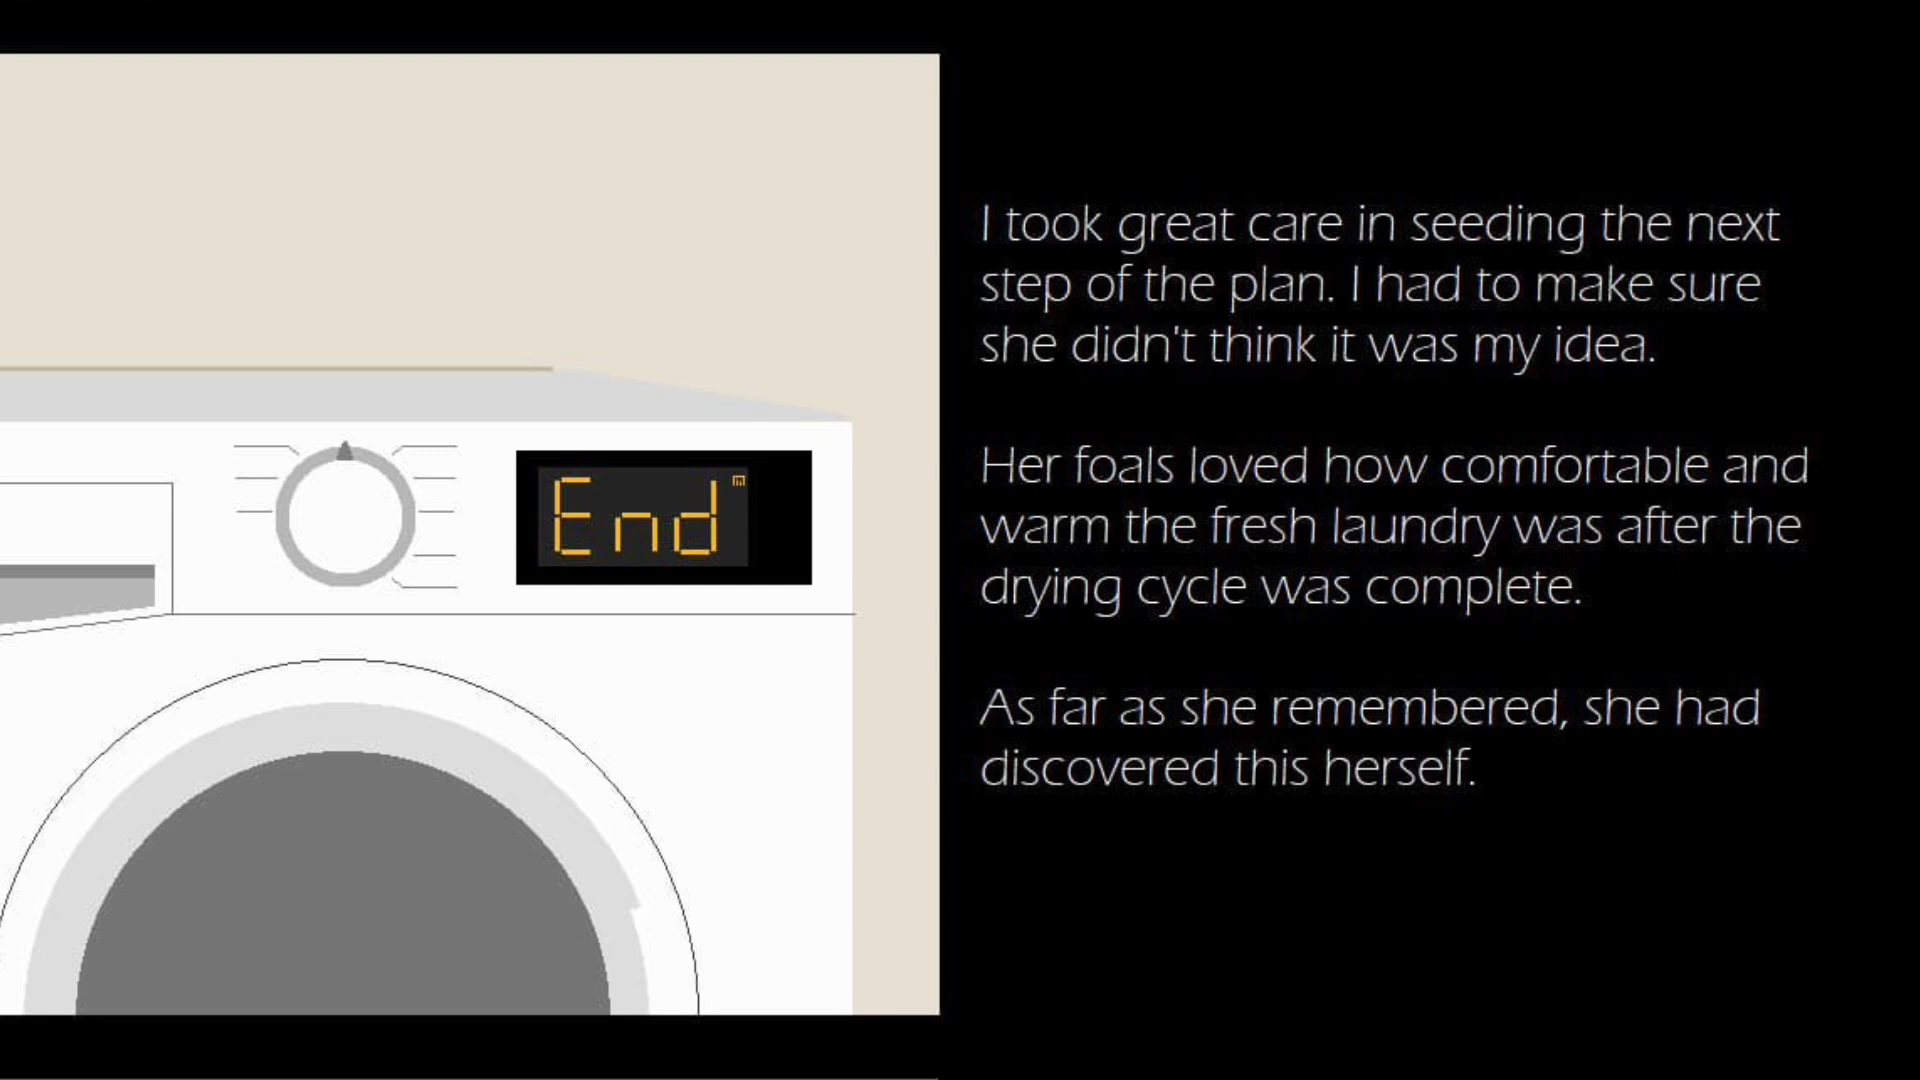 End
I took great care in seeding the next
step of the plan. I had to make sure
she didn't think it was my idea.
Her foals loved how comfortable and
warm the fresh laundry was after the
drying cycle was complete.
As far as she remembered, she had
discovered this herself.